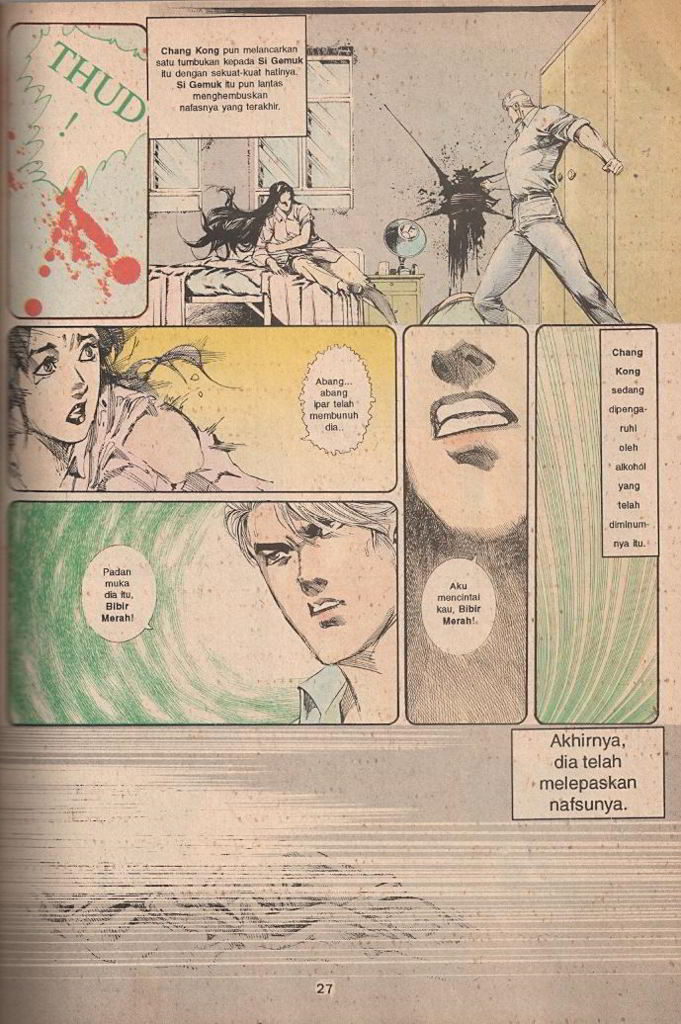 THUD
!
Chang Kong pun melancarkan
satu tumbukan kepada Si Gemuk
itu dengan sekuat-kuat hatinya.
Si Gemuk itu pun lantas
menghembuskan
nafasnya yang terakhir.
Abang...
abang
ipar telah
membunuh
dia..
Padan
muka
dia itu,
Bibir
Merah!
Aku
mencintai
kau, Bibir
Merah!
Chang
Kong
sedang
dipenga-
ruhi
oleh
alkohol
yang
telah
diminum-
nya itu.
Akhirnya,
dia telah
melepaskan
nafsunya.
27